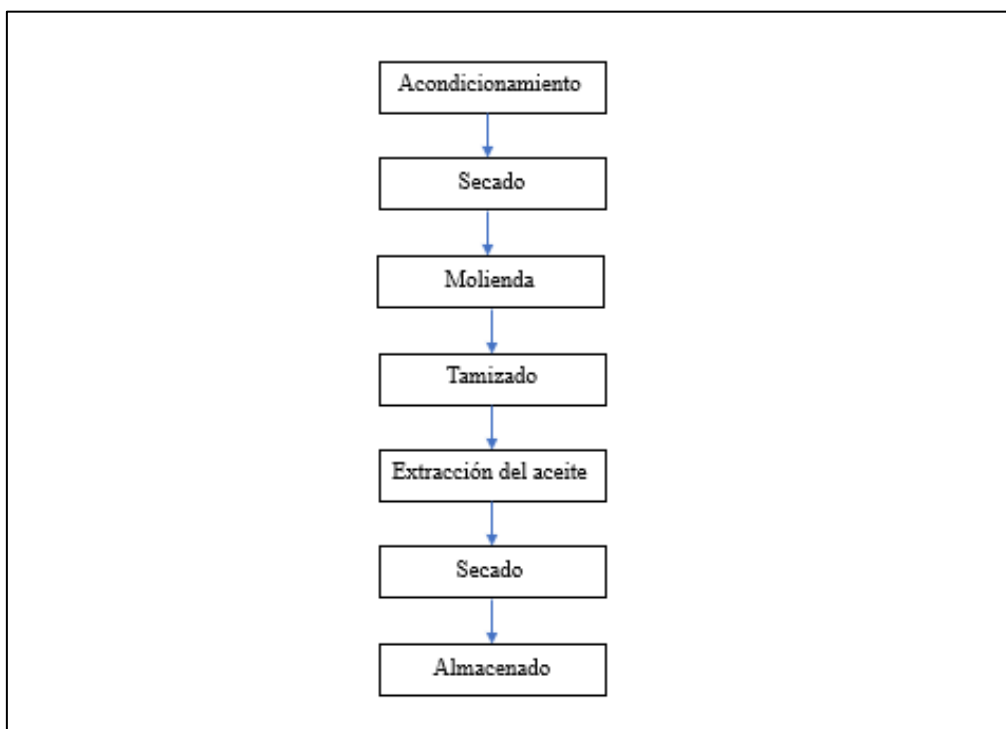 Acondicionamiento
Secado
Molienda
Tamizado
Extracción del aceite
Secado
Almacenado